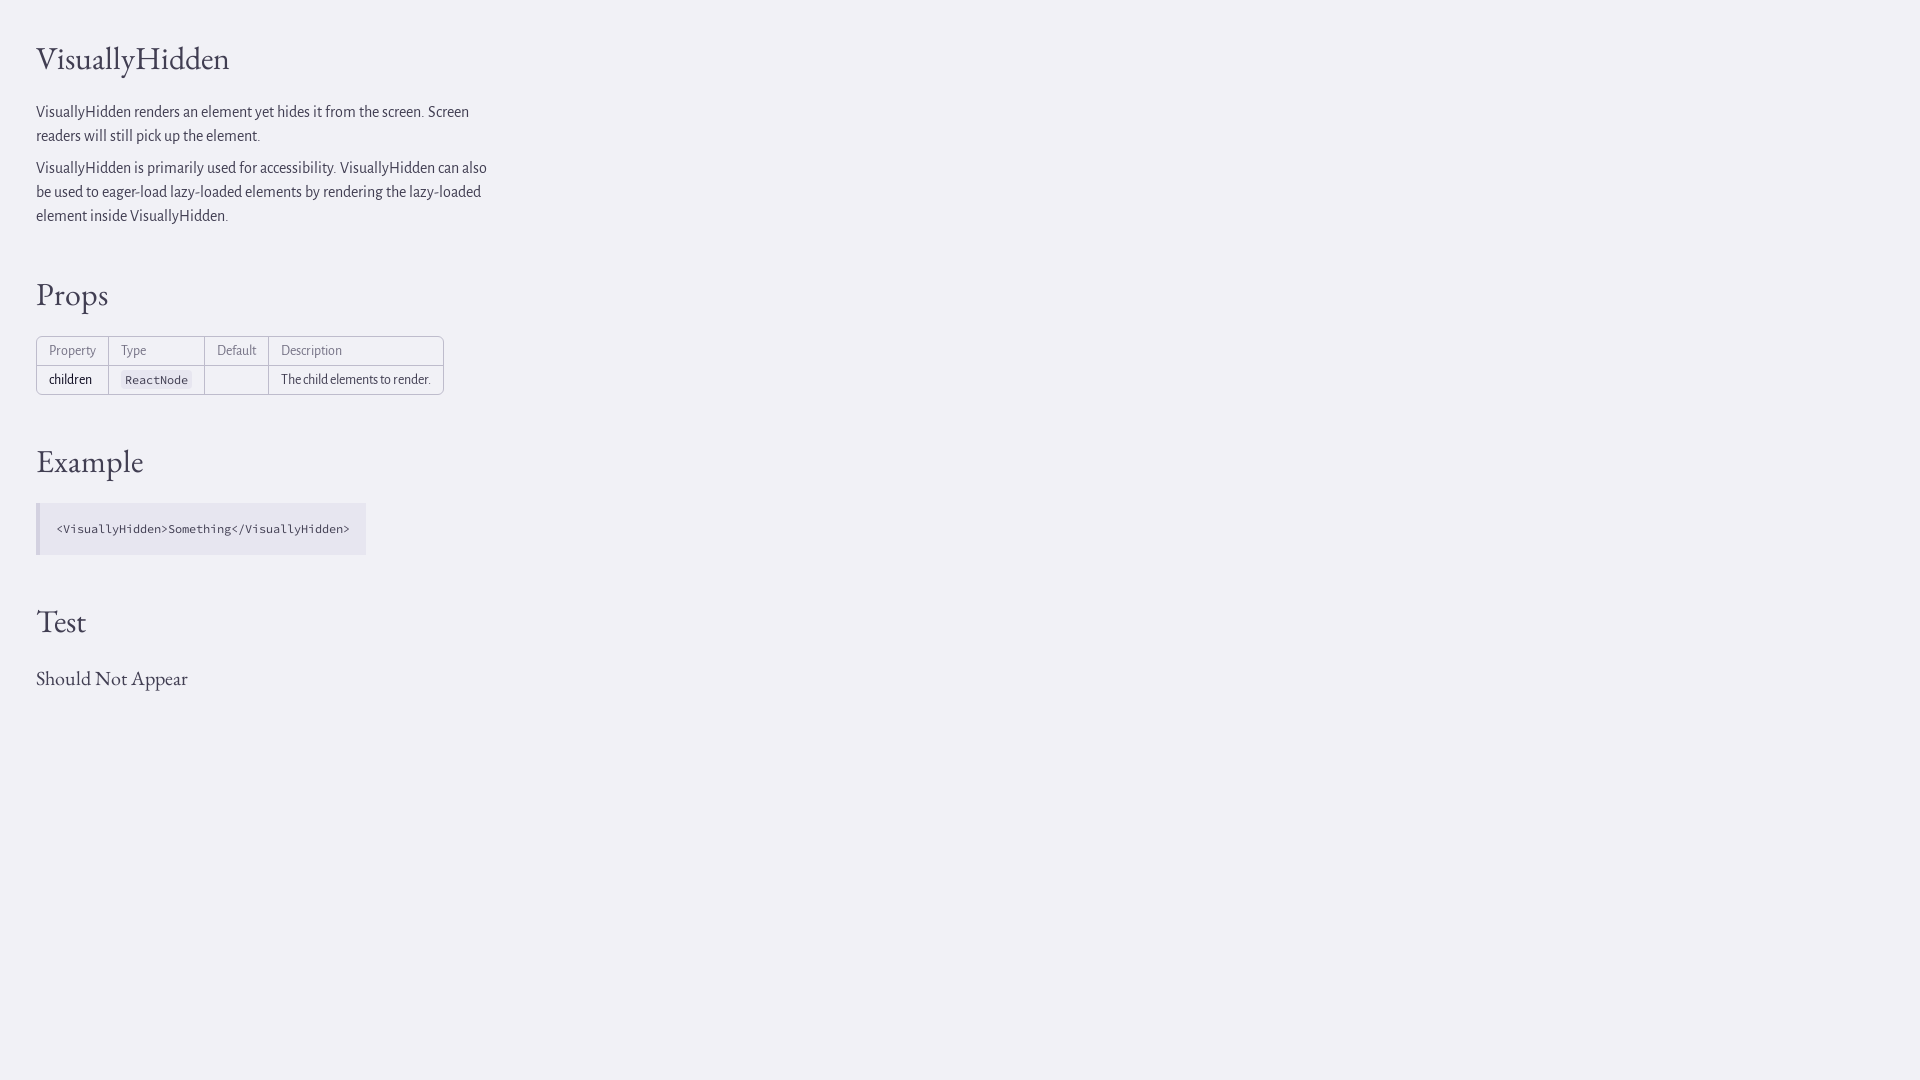 VisuallyHidden
VisuallyHidden renders an element yet hides it from the screen. Screen
readers will still pick up the element.
VisuallyHidden is primarily used for accessibility. VisuallyHidden can also
be used to eager-load lazy-loaded elements by rendering the lazy-loaded
element inside VisuallyHidden.
Props
Property Type Default Description
children ReactNode The child elements to render.
Example
<VisuallyHidden>Something</VisuallyHidden>
Test
Should Not Appear